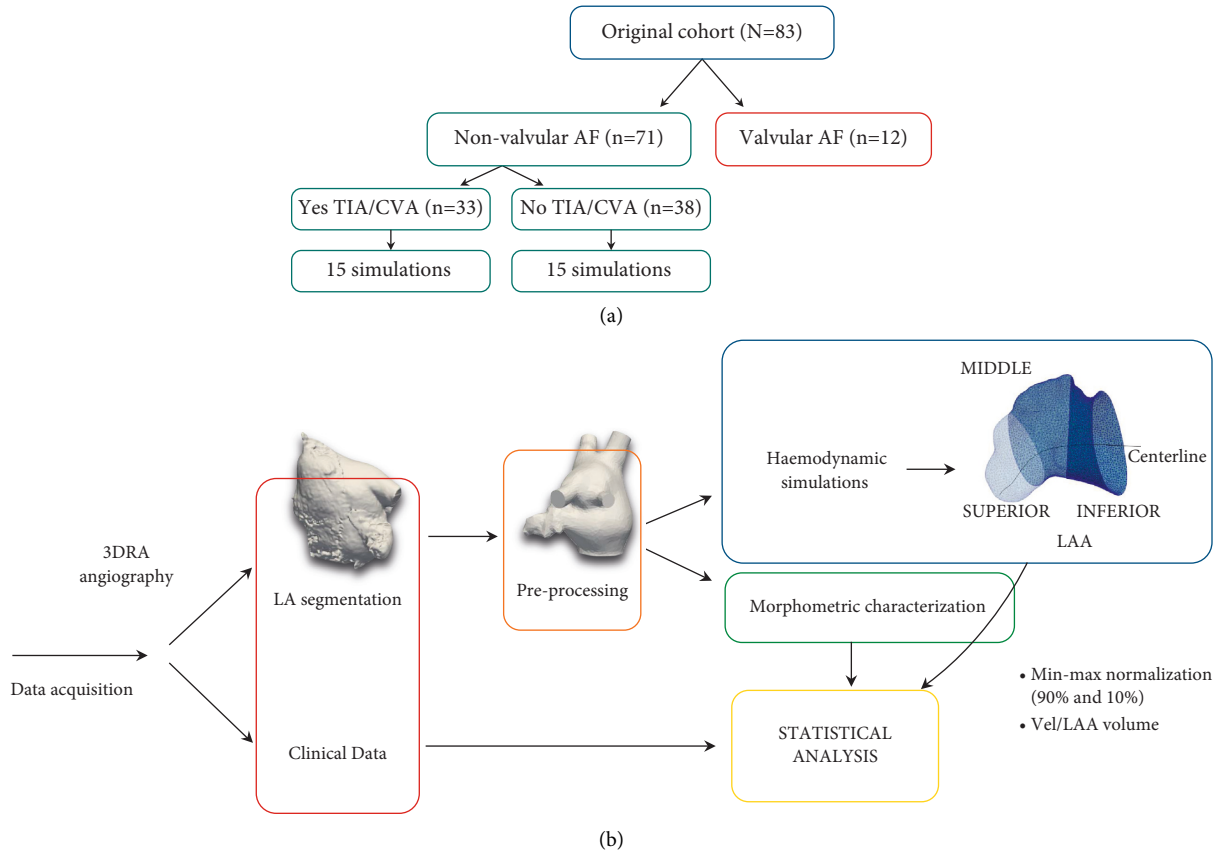 Original cohort (N=83)
Non-valvular AF (n=71)
Valvular AF (n=12)
Yes TIA/CVA (n=33)
No TIA/CVA (n=38)
15 simulations
15 simulations
(a)
Data acquisition
3DRA
angiography
LA segmentation
Clinical Data
Pre-processing
Haemodynamic
simulations
MIDDLE
Centerline
SUPERIOR
INFERIOR
LAA
Morphometric characterization
• Min-max normalization
(90% and 10%)
• Vel/LAA volume
STATISTICAL
ANALYSIS
(b)